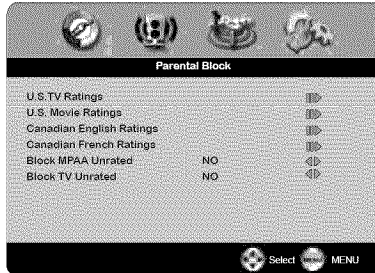 Parental Block
U.S.TV Ratings
U.S. Movie Ratings
Canadian English Ratings
Canadian French Ratings
Block MPAA Unrated NO
Block TV Unrated NO
Select MENU